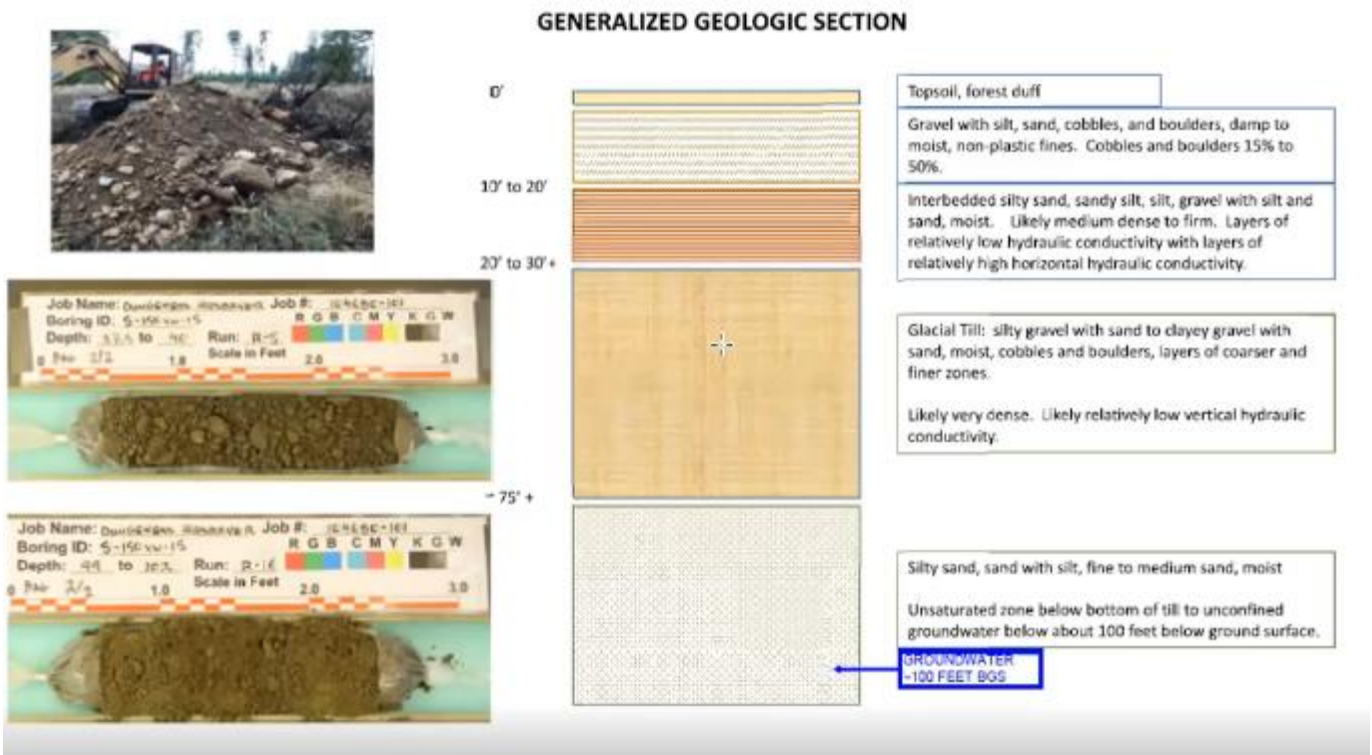 GENERALIZED GEOLOGIC SECTION
0'
10' to 20'
20' to 30'+
~ 75' +
Topsoil, forest duff
Gravel with silt, sand, cobbles, and boulders, damp to
moist, non-plastic fines. Cobbles and boulders 15% to
50%.
Interbedded silty sand, sandy silt, silt, gravel with silt and
sand, moist. Likely medium dense to firm. Layers of
relatively low hydraulic conductivity with layers of
relatively high horizontal hydraulic conductivity.
Glacial Till: silty gravel with sand to clayey gravel with
sand, moist, cobbles and boulders, layers of coarser and
finer zones.
Likely very dense. Likely relatively low vertical hydraulic
conductivity.
Silty sand, sand with silt, fine to medium sand, moist
Unsaturated zone below bottom of till to unconfined
groundwater below about 100 feet below ground surface.
GROUNDWATER
~100 FEET BGS
Job Name: Job #:
Boring ID:
R G B C M Y K G W
Depth: to Run:
Scale in Feet
0 2/2 1.0 2.0 3.0
Job Name: Job #:
Boring ID:
R G B C M Y K G W
Depth: to Run:
Scale in Feet
0 1.0 2.0 3.0